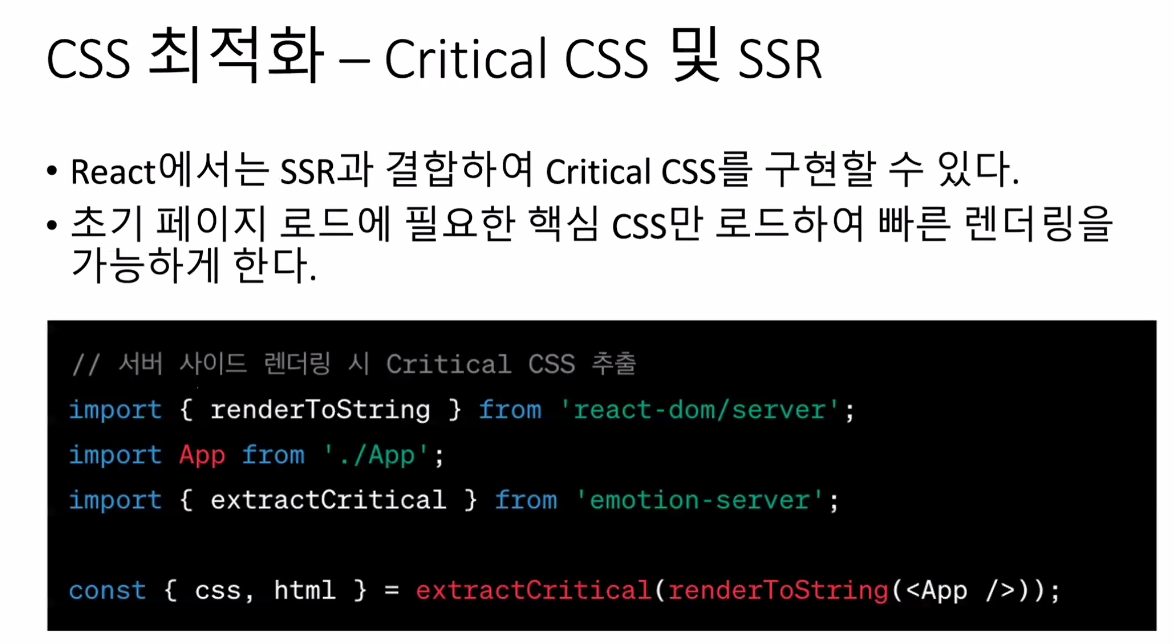 CSS 최적화 – Critical CSS 및 SSR
• React에서는 SSR과 결합하여 Critical CSS를 구현할 수 있다.
• 초기 페이지 로드에 필요한 핵심 CSS만 로드하여 빠른 렌더링을
가능하게 한다.
// 서버 사이드 렌더링 시 Critical CSS 추출
import { renderToString } from 'react-dom/server';
import App from './App';
import { extractCritical } from 'emotion-server';
const { css, html } = extractCritical(renderToString(<App />));